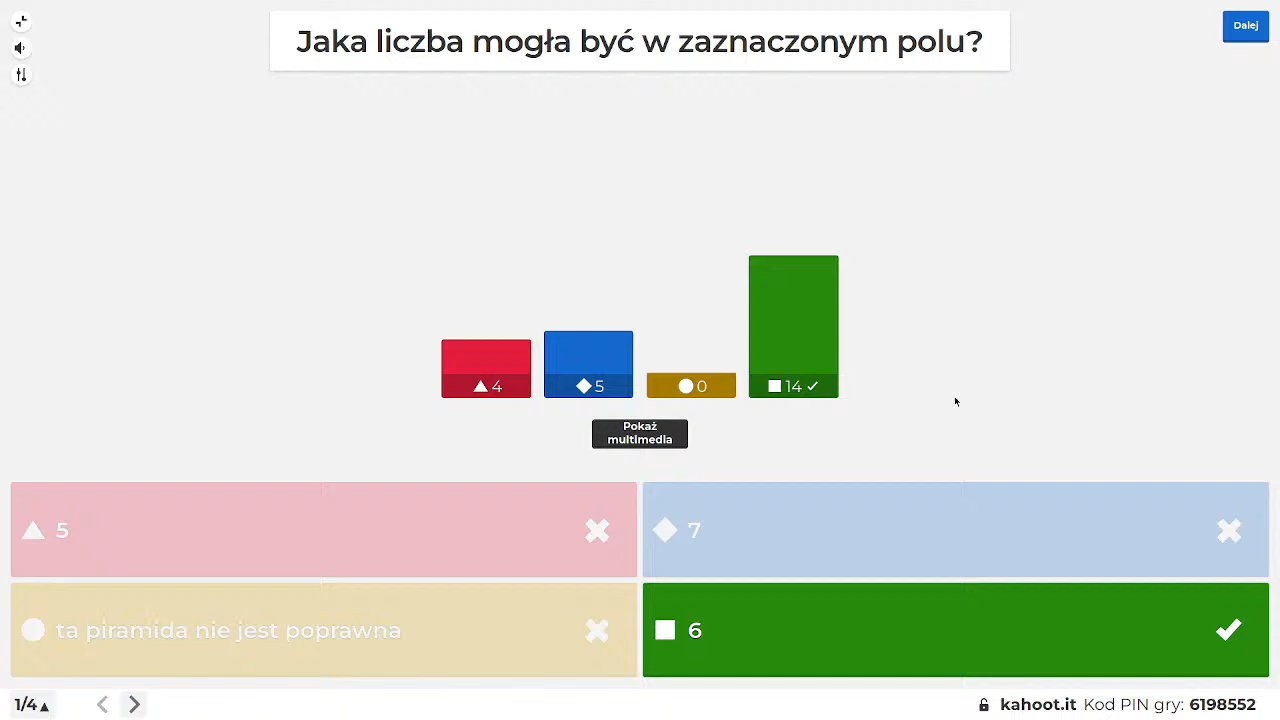 Jaka liczba mogła być w zaznaczonym polu?
Dalej
4
5
0
14
Pokaż
multimedia
5
7
ta piramida nie jest poprawna
6
1/4
kahoot.it Kod PIN gry: 6198552